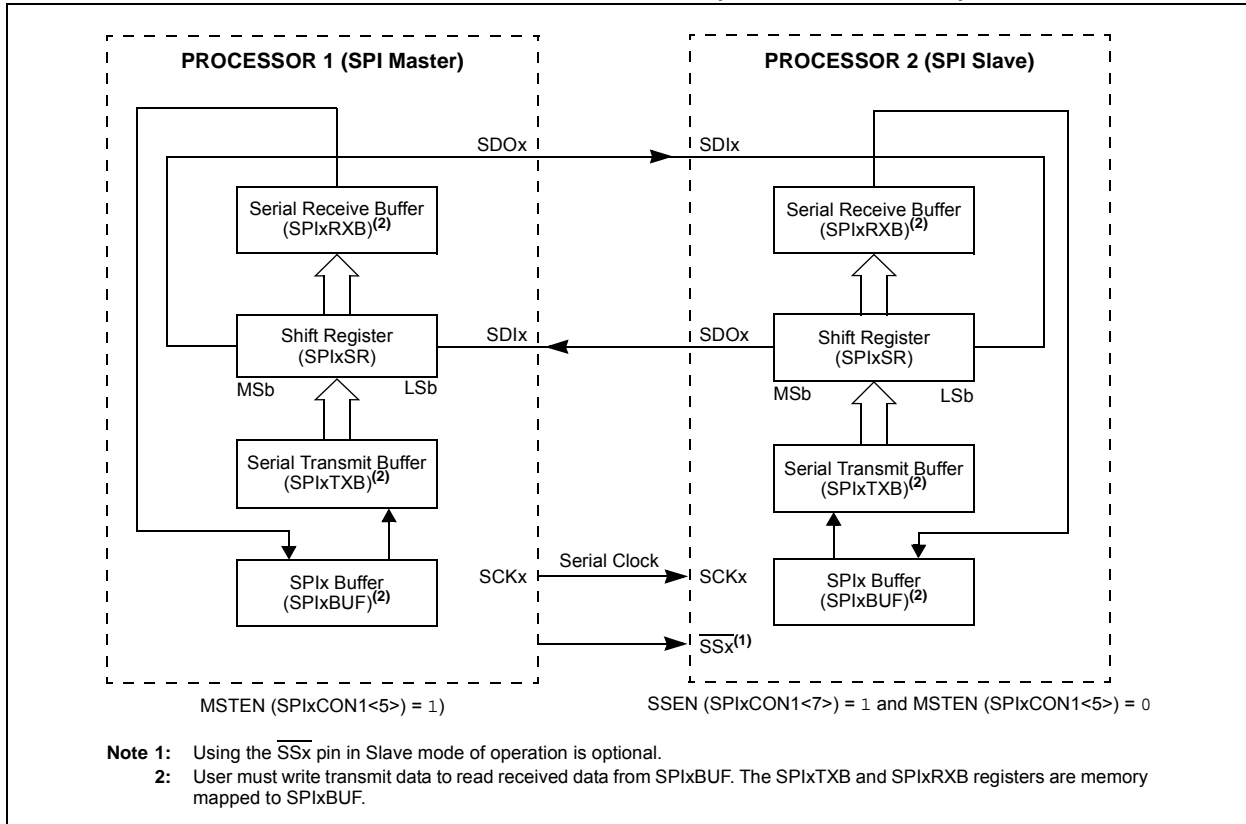 PROCESSOR 1 (SPI Master)
SDOx
Serial Receive Buffer
(SPIxRXB)(2)
Shift Register
(SPIxSR)
SDIx
MSb
LSb
Serial Transmit Buffer
(SPIxTXB)(2)
SPIx Buffer
(SPIxBUF)(2)
SCKx
Serial Clock
MSTEN (SPIxCON1<5>) = 1)
PROCESSOR 2 (SPI Slave)
SDIx
Serial Receive Buffer
(SPIxRXB)(2)
SDOx
Shift Register
(SPIxSR)
MSb
LSb
Serial Transmit Buffer
(SPIxTXB)(2)
SPIx Buffer
(SPIxBUF)(2)
SCKx
SSx(1)
SSEN (SPIxCON1<7>) = 1 and MSTEN (SPIxCON1<5>) = 0
Note 1: Using the SSx pin in Slave mode of operation is optional.
2: User must write transmit data to read received data from SPIxBUF. The SPIxTXB and SPIxRXB registers are memory
mapped to SPIxBUF.